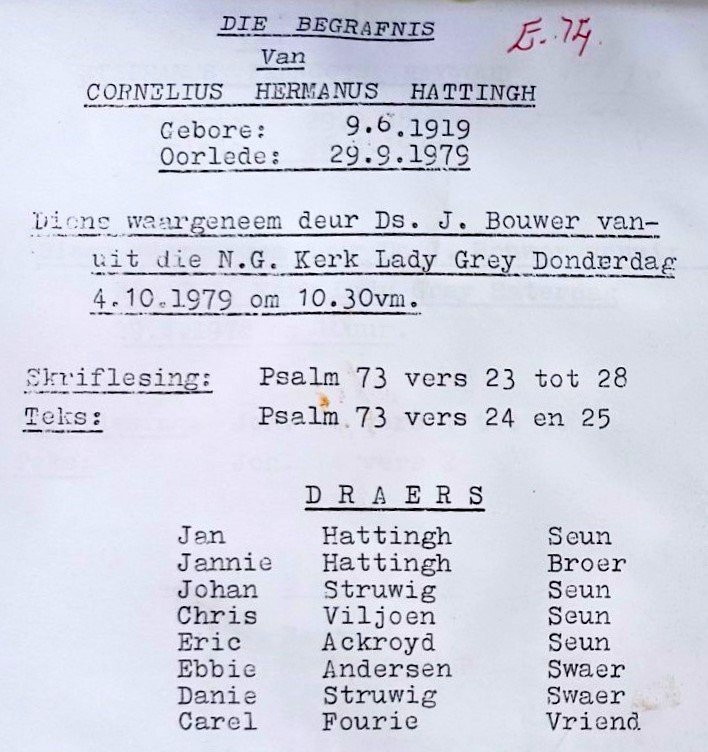 DIE BEGRAFNIS
E. 74.
Van
CORNELIUS HERMANUS HATTINGH
Gebore: 9.6.1919
Oorlede: 29.9.1979
Diens waargeneem deur Ds. J. Bouwer van-
uit die N.G. Kerk Lady Grey Donderdag
4.10.1979 om 10.30vm.
Skriflesing: Psalm 73 vers 23 tot 28
Teks: Psalm 73 vers 24 en 25
D R A E R S
Jan Hattingh Seun
Jannie Hattingh Broer
Johan Struwig Seun
Chris Viljoen Seun
Eric Ackroyd Seun
Ebbie Andersen Swaer
Danie Struwig Swaer
Carel Fourie Vriend